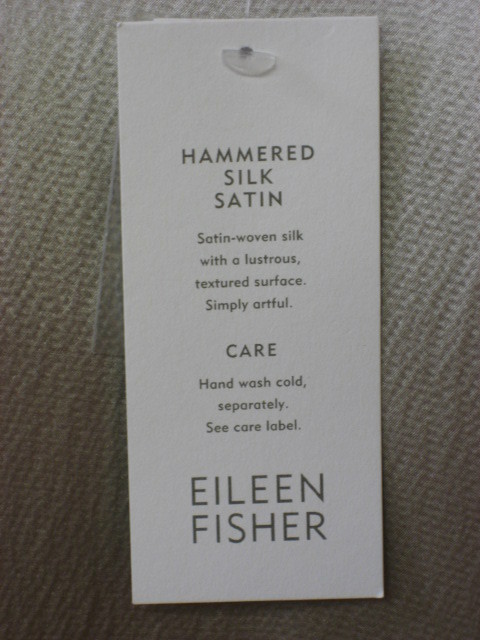 HAMMERED
SILK
SATIN
Satin-woven silk
with a lustrous,
textured surface.
Simply artful.
CARE
Hand wash cold,
separately.
See care label.
EILEEN
FISHER